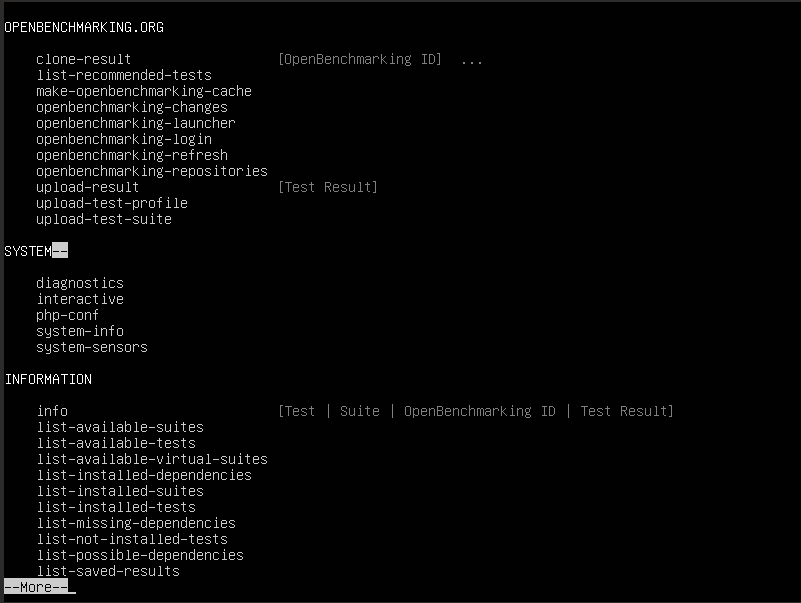 OPENBENCHMARKING.ORG
clone-result [OpenBenchmarking ID] ...
list-recommended-tests
make-openbenchmarking-cache
openbenchmarking-changes
openbenchmarking-launcher
openbenchmarking-login
openbenchmarking-refresh
openbenchmarking-repositories
upload-result [Test Result]
upload-test-profile
upload-test-suite
SYSTEM--
diagnostics
interactive
php-conf
system-info
system-sensors
INFORMATION
info [Test | Suite | OpenBenchmarking ID | Test Result]
list-available-suites
list-available-tests
list-available-virtual-suites
list-installed-dependencies
list-installed-suites
list-installed-tests
list-missing-dependencies
list-not-installed-tests
list-possible-dependencies
list-saved-results
--More--_